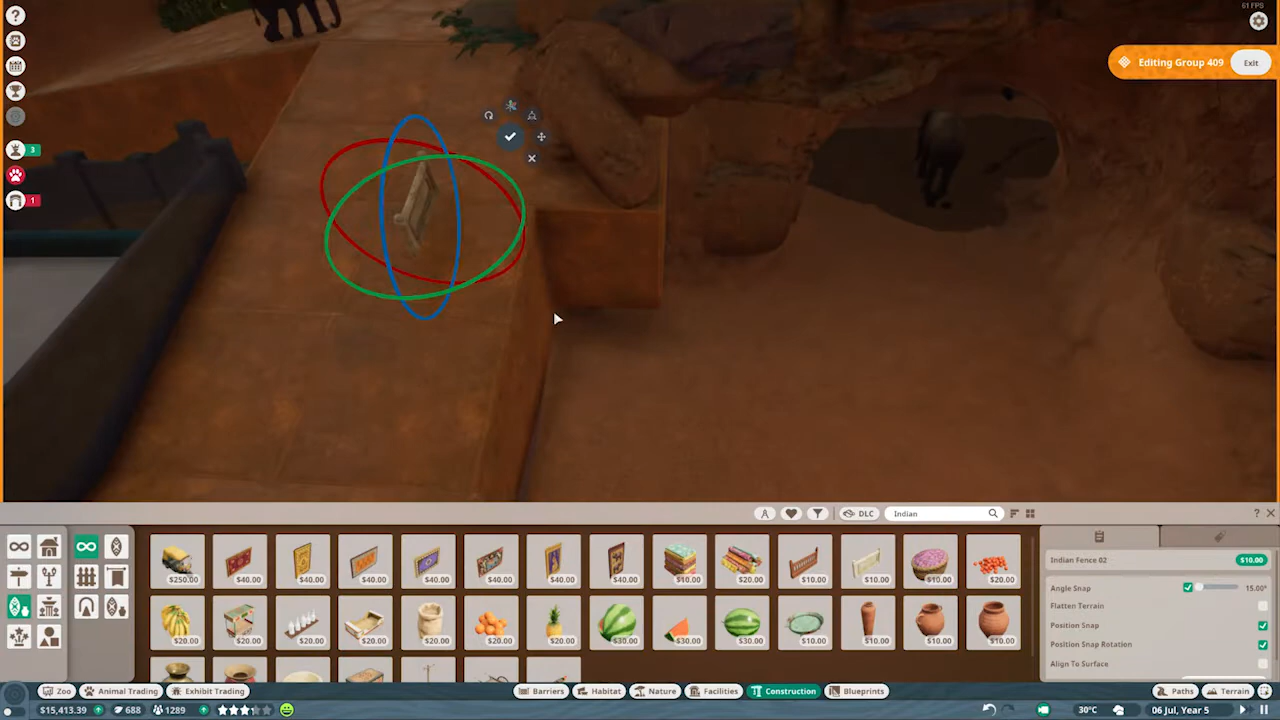 61 FPS
Editing Group 409 Exit
3
1
DLC Indian
$250.00 $40.00 $40.00 $40.00 $40.00 $40.00 $40.00 $40.00 $10.00 $20.00 $10.00 $10.00 $10.00 $20.00
$20.00 $20.00 $20.00 $20.00 $20.00 $20.00 $20.00 $30.00 $30.00 $30.00 $10.00 $10.00 $10.00 $10.00
Indian Fence 02 $10.00
Angle Snap 15.00°
Flatten Terrain
Position Snap
Position Snap Rotation
Align To Surface
Zoo Animal Trading Exhibit Trading Barriers Habitat Nature Facilities Construction Blueprints Paths Terrain
$15,413.39 688 1289 30°C 06 Jul, Year 5